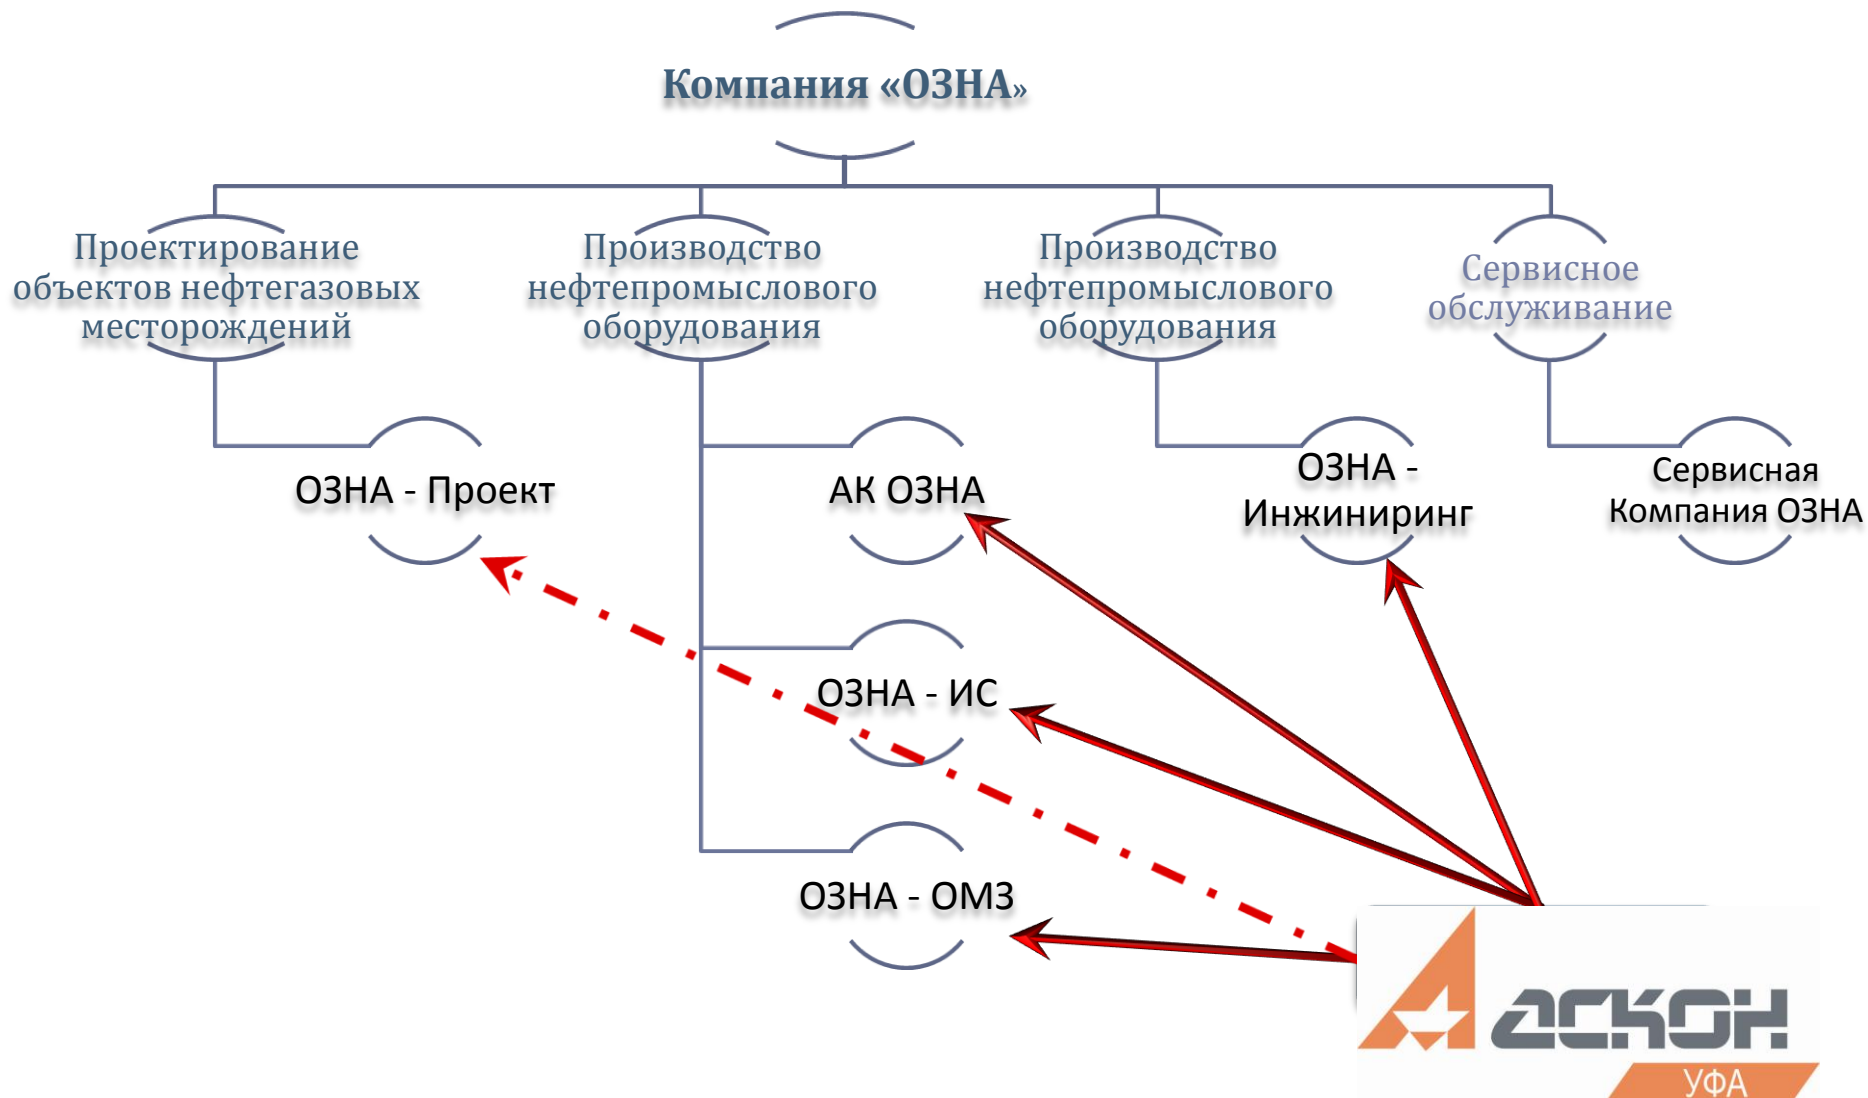 Компания «ОЗНА»
Проектирование
объектов нефтегазовых
месторождений
Производство
нефтепромыслового
оборудования
Производство
нефтепромыслового
оборудования
Сервисное
обслуживание
ОЗНА - Проект
АК ОЗНА
ОЗНА -
Инжиниринг
Сервисная
Компания ОЗНА
ОЗНА - ИС
ОЗНА - ОМЗ
АСКОН
УФА